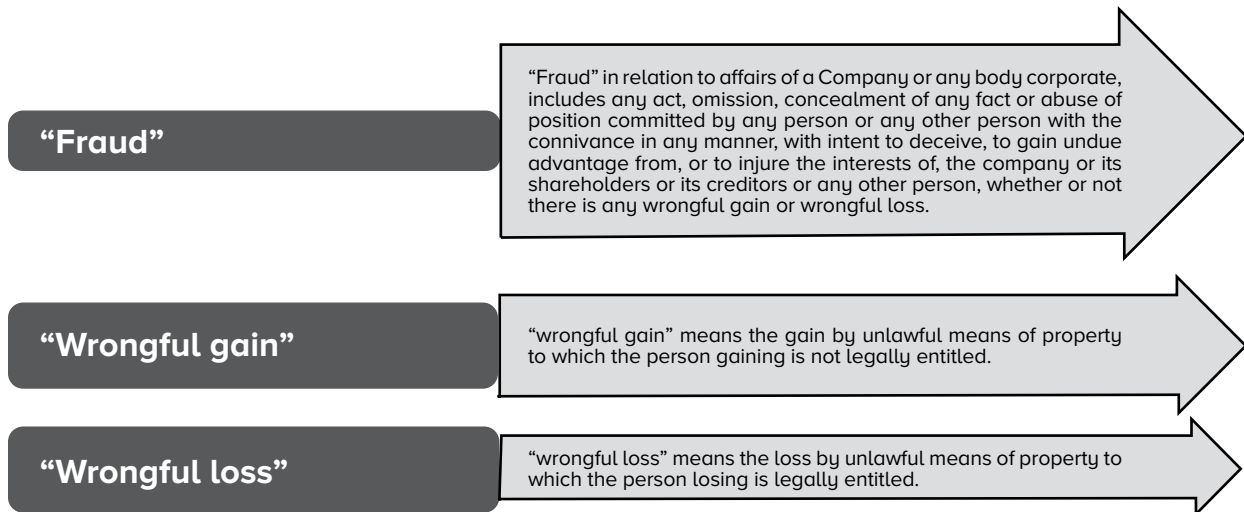 “Fraud”
“Fraud” in relation to affairs of a Company or any body corporate,
includes any act, omission, concealment of any fact or abuse of
position committed by any person or any other person with the
connivance in any manner, with intent to deceive, to gain undue
advantage from, or to injure the interests of, the company or its
shareholders or its creditors or any other person, whether or not
there is any wrongful gain or wrongful loss.
“Wrongful gain”
“wrongful gain” means the gain by unlawful means of property
to which the person gaining is not legally entitled.
“Wrongful loss”
“wrongful loss” means the loss by unlawful means of property to
which the person losing is legally entitled.